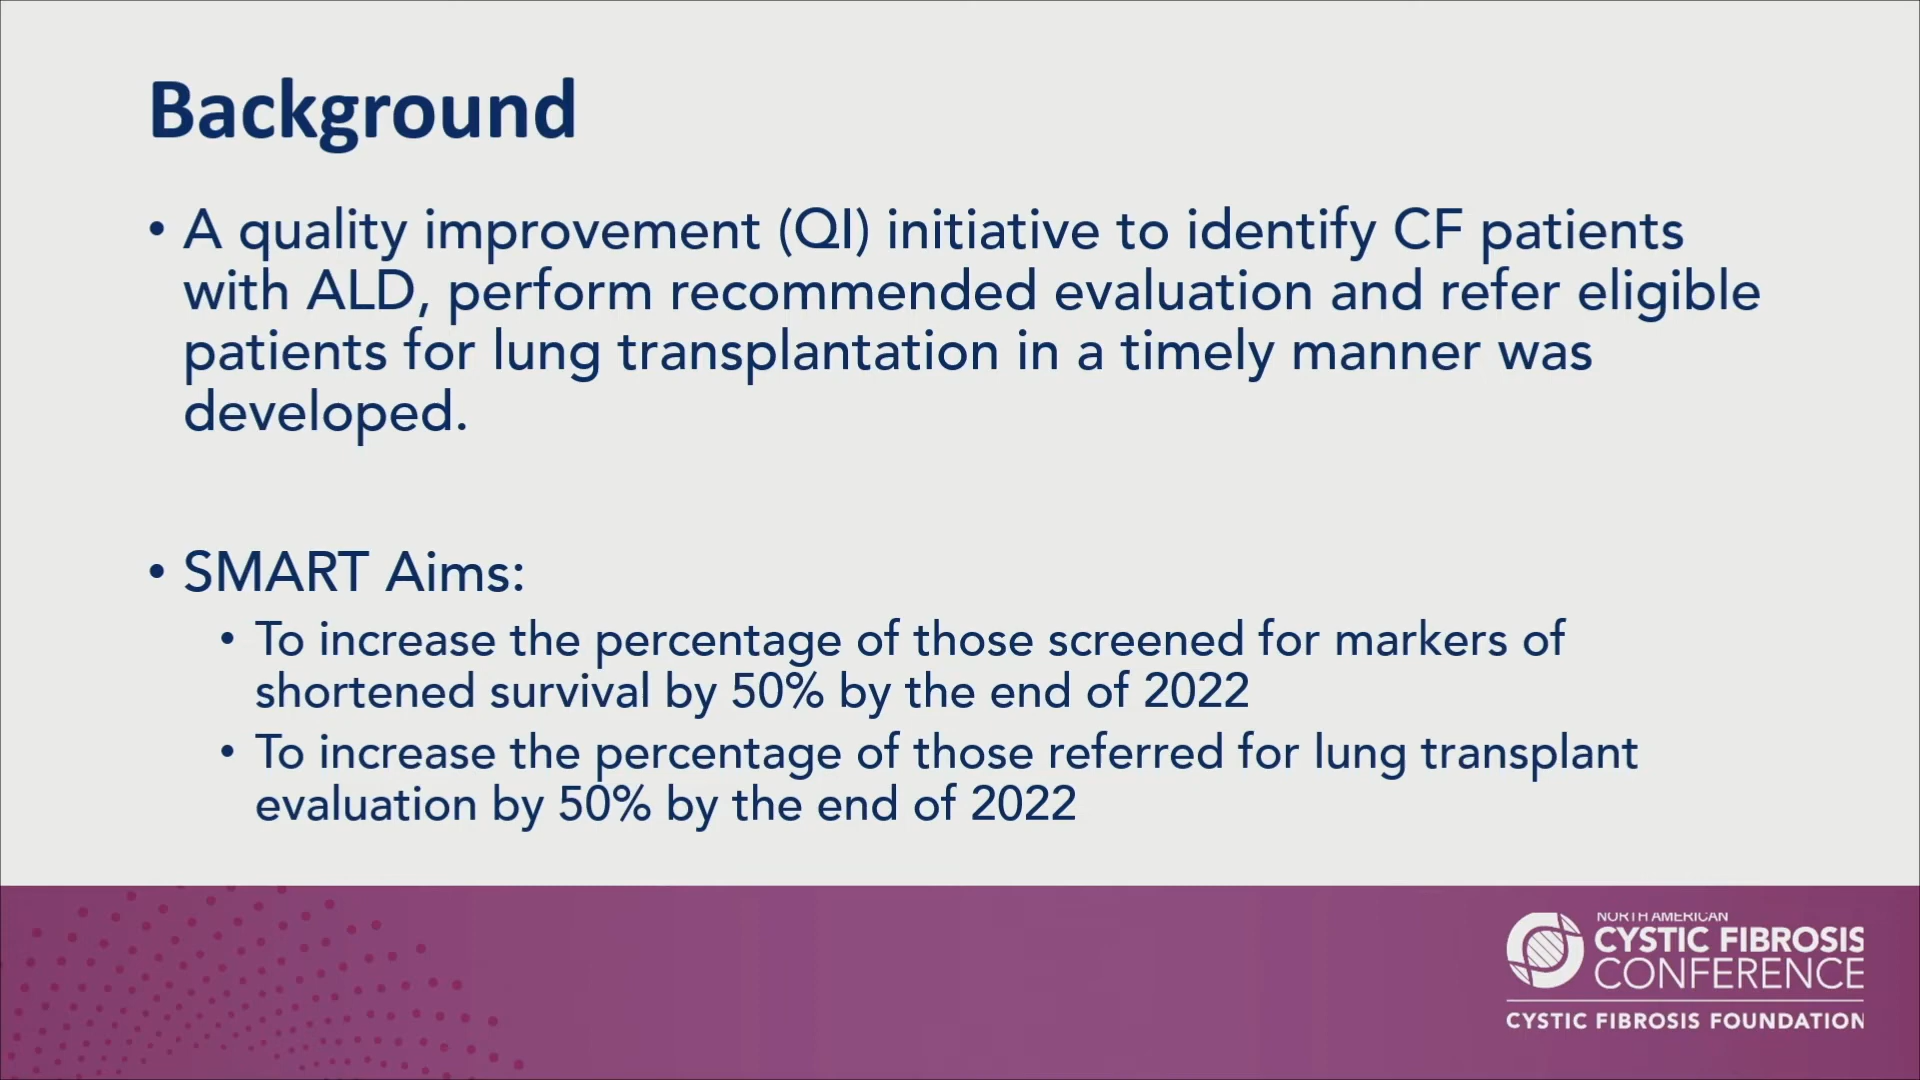 Background
• A quality improvement (QI) initiative to identify CF patients
with ALD, perform recommended evaluation and refer eligible
patients for lung transplantation in a timely manner was
developed.
• SMART Aims:
• To increase the percentage of those screened for markers of
shortened survival by 50% by the end of 2022
• To increase the percentage of those referred for lung transplant
evaluation by 50% by the end of 2022
NORTH AMERICAN
CYSTIC FIBROSIS
CONFERENCE
CYSTIC FIBROSIS FOUNDATION